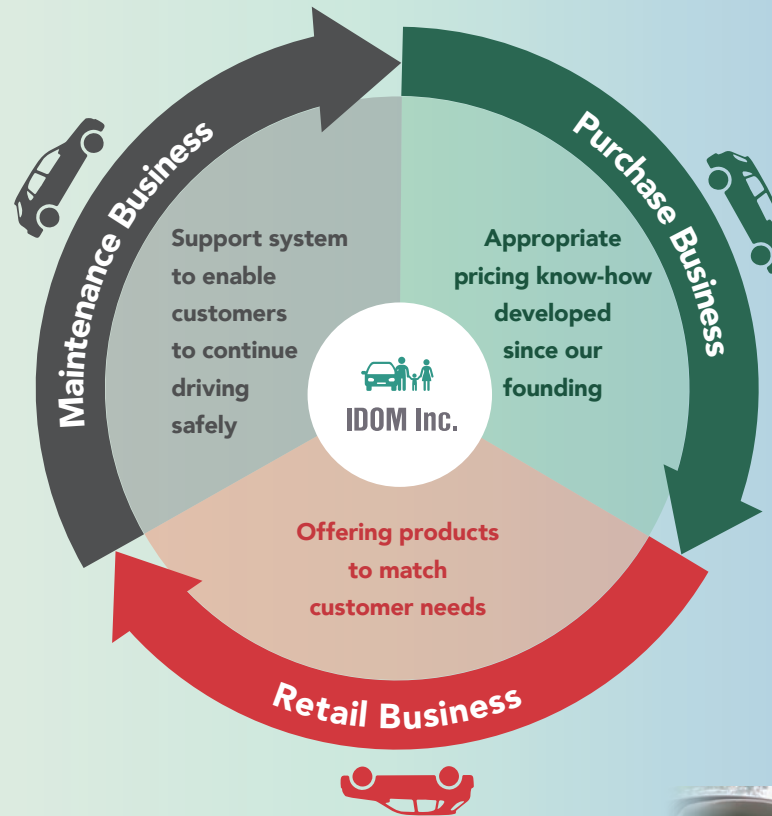 Maintenance Business
Purchase Business
Support system
to enable
customers
to continue
driving
safely
Appropriate
pricing know-how
developed
since our
founding
IDOM Inc.
Offering products
to match
customer needs
Retail Business